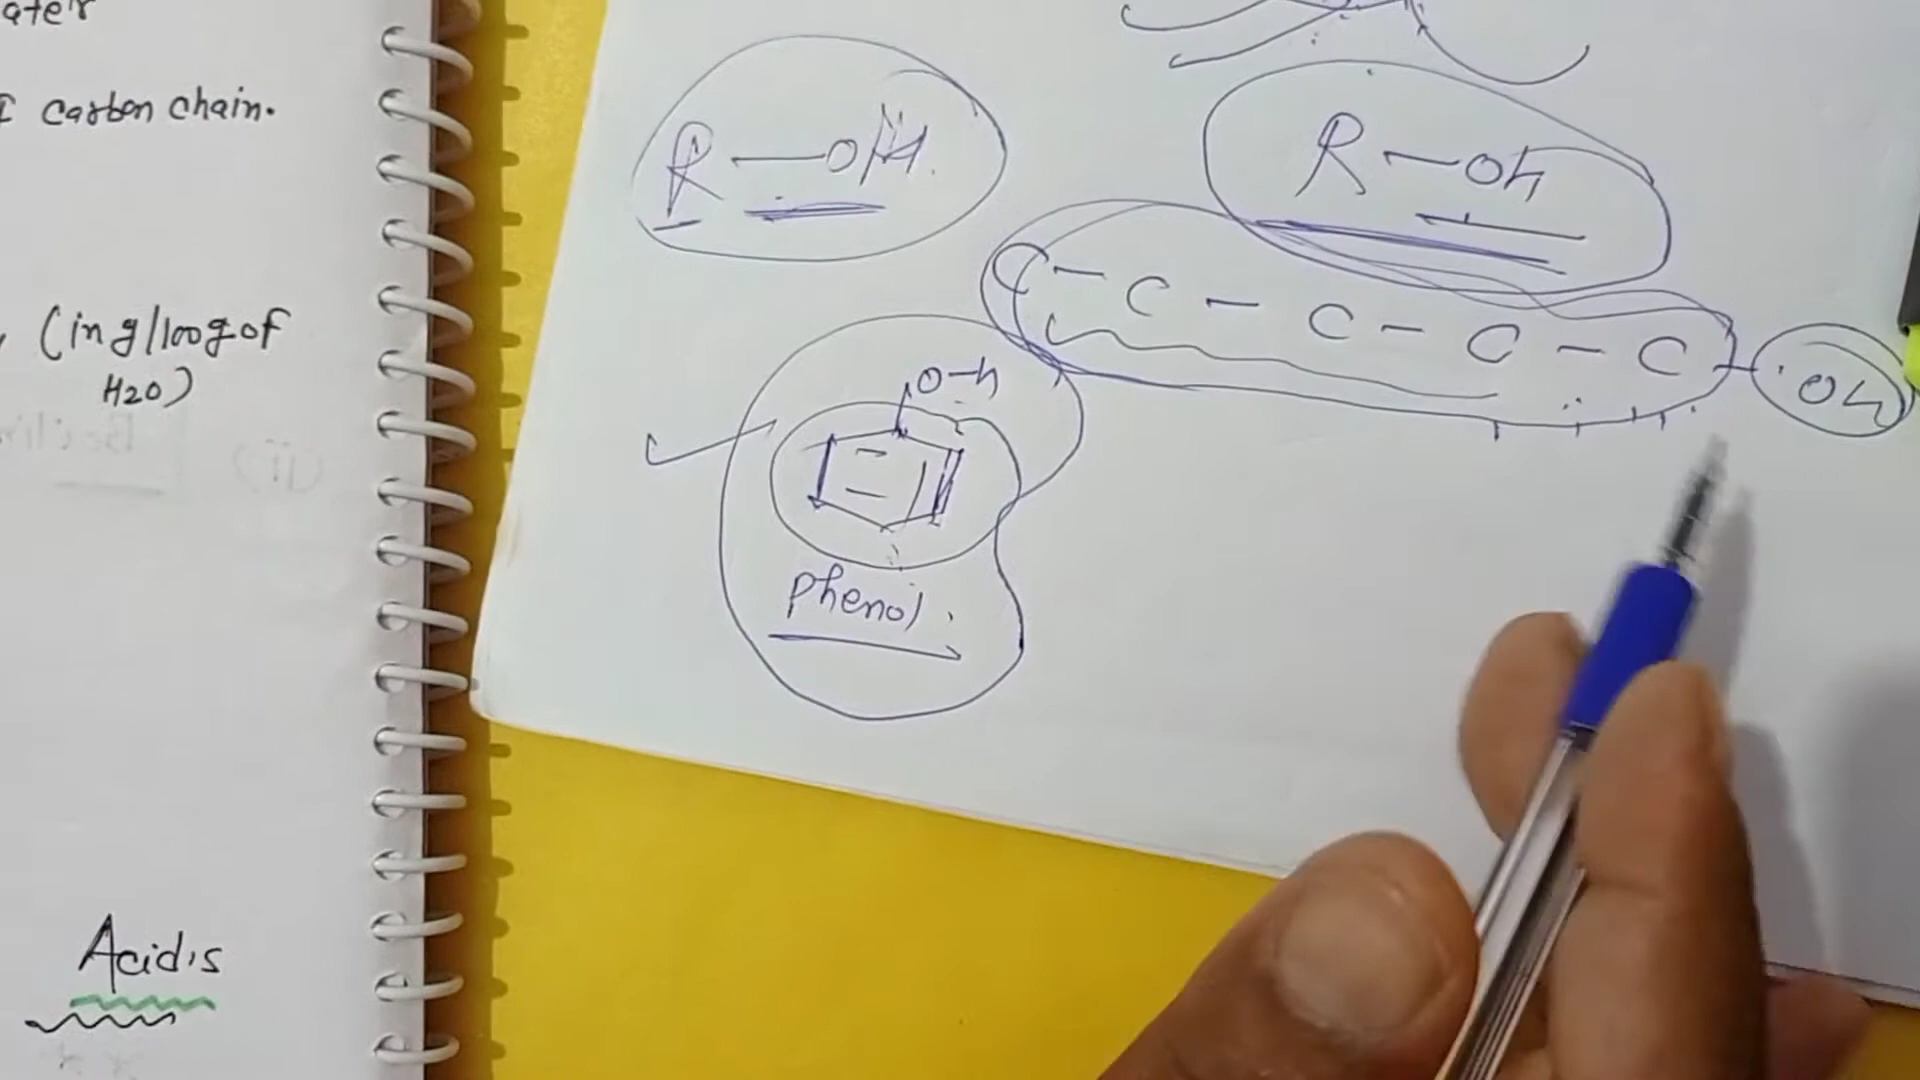 ater
carbon chain.
(in g/100g of
H2O)
Acidis
R—OH.
R—Oh
C—C—C—C—C—Oh
O-h
phenol.